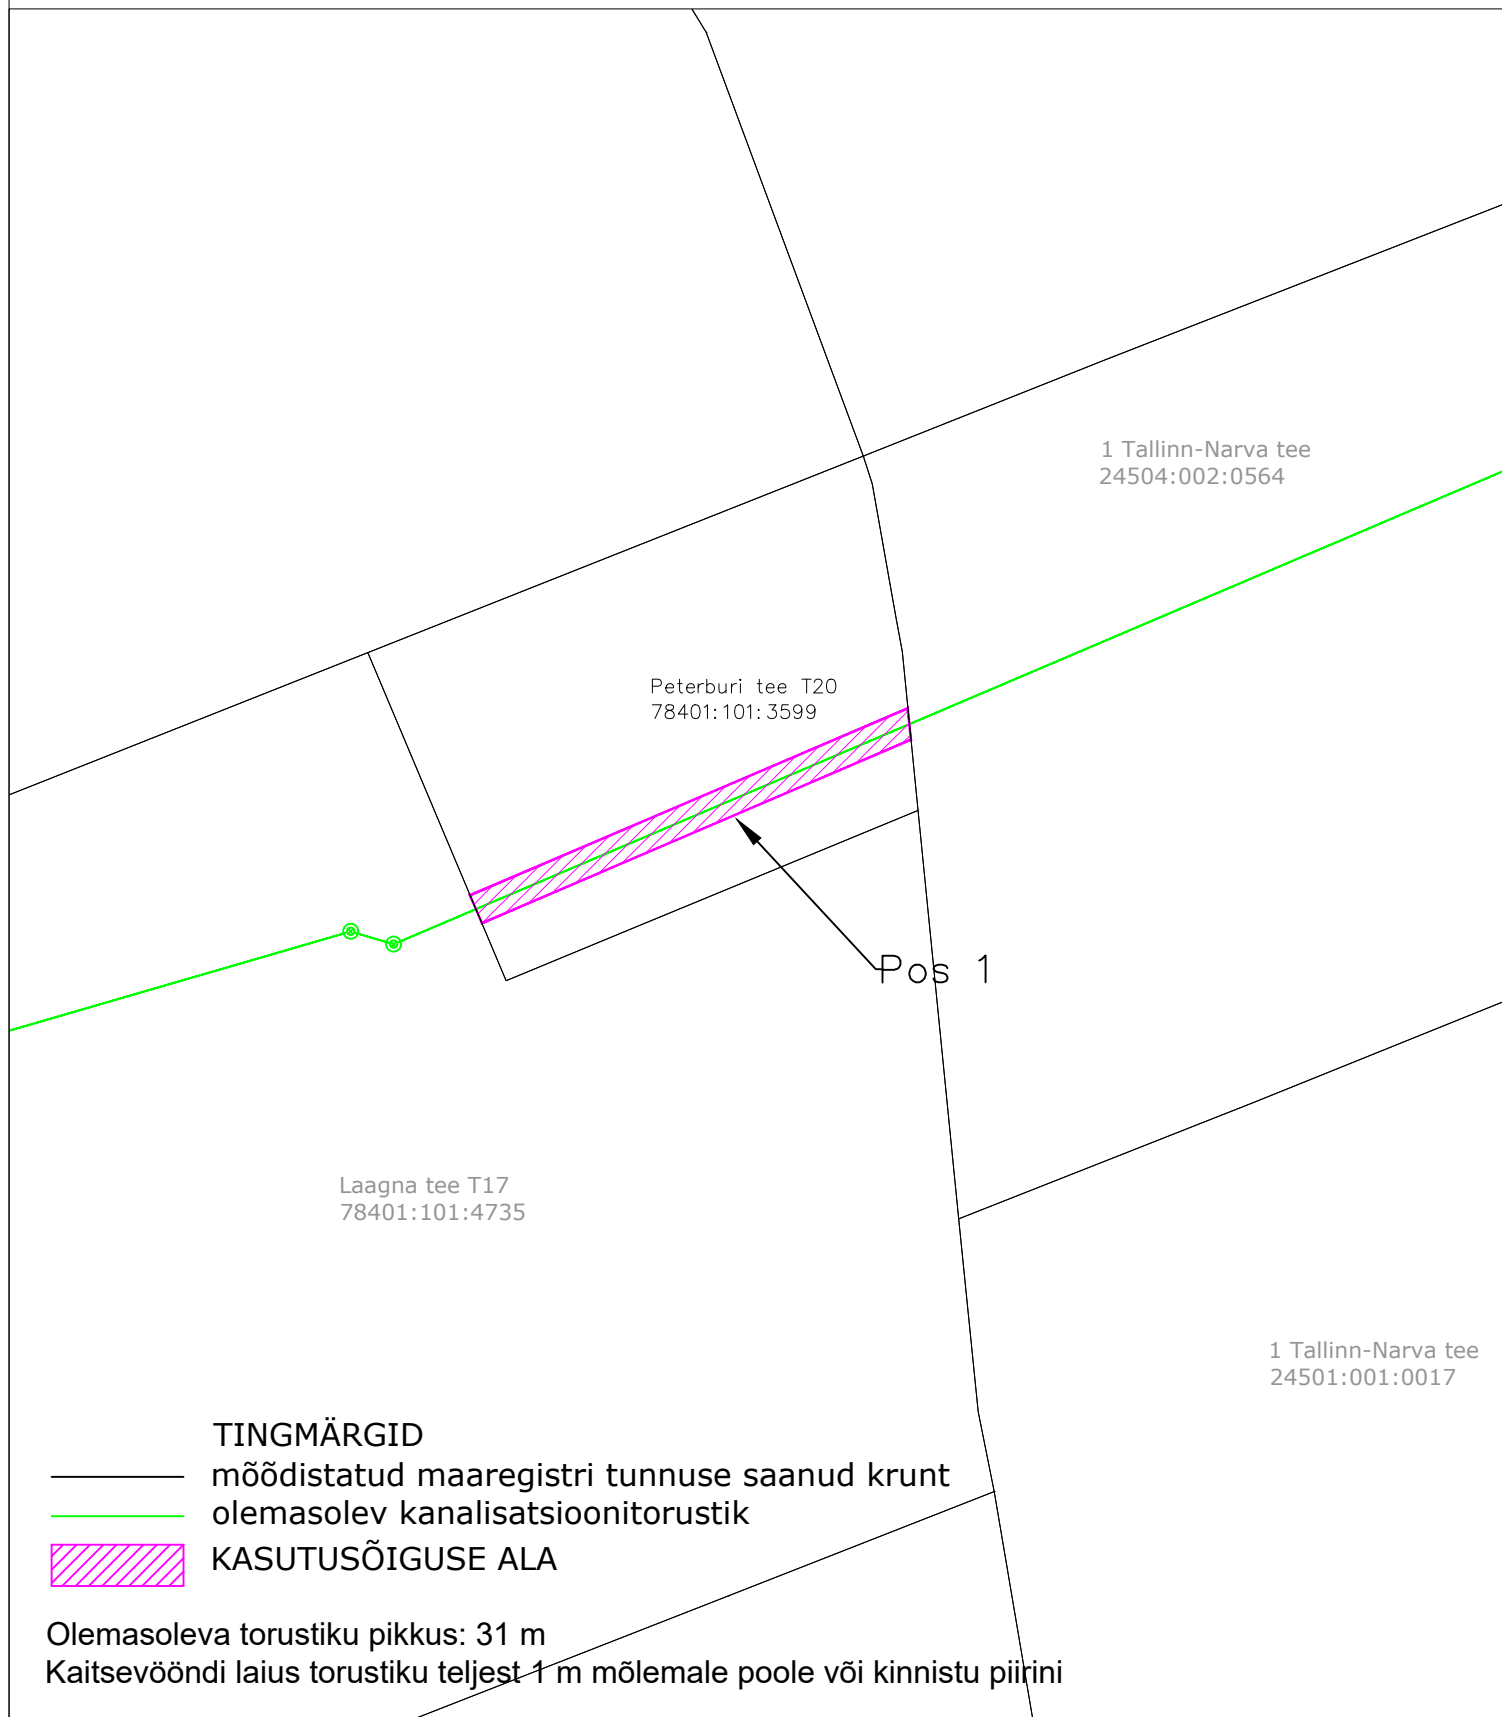 1 Tallinn-Narva tee
24504:002:0564
Peterburi tee T20
78401:101:3599
Pos 1
Laagna tee T17
78401:101:4735
1 Tallinn-Narva tee
24501:001:0017
TINGMÄRGID
mõõdistatud maaregistri tunnuse saanud krunt
olemasolev kanalisatsioonitorustik
KASUTUSÕIGUSE ALA
Olemasoleva torustiku pikkus: 31 m
Kaitsevööndi laius torustiku teljest 1 m mõlemale poole või kinnistu piirini